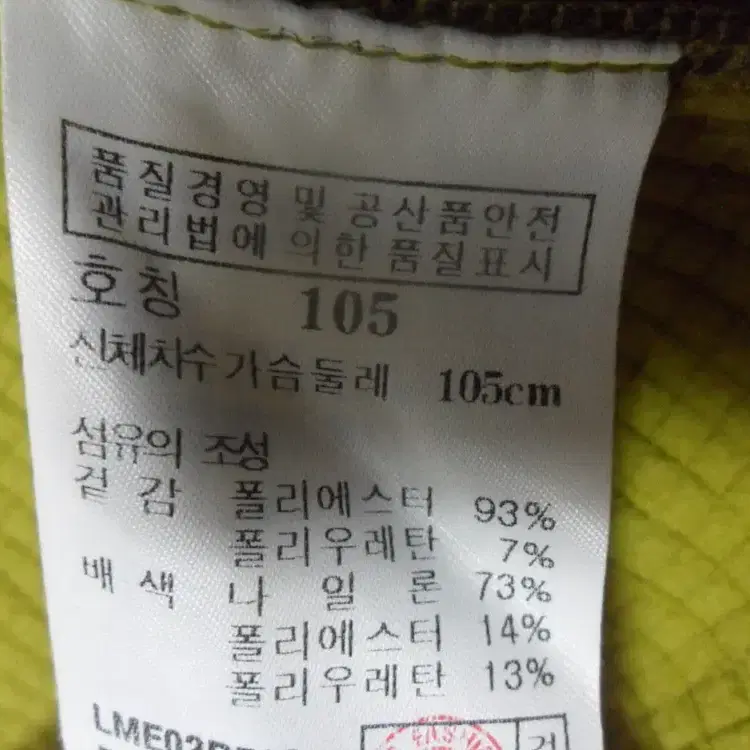 품질경영 및 공산품안전
관리법에 의한 품질표시
호칭 105
신체치수 가슴둘레 105cm
섬유의 조성
겉 감 폴리에스터 93%
폴리우레탄 7%
배 색 나 일 론 73%
폴리에스터 14%
폴리우레탄 13%